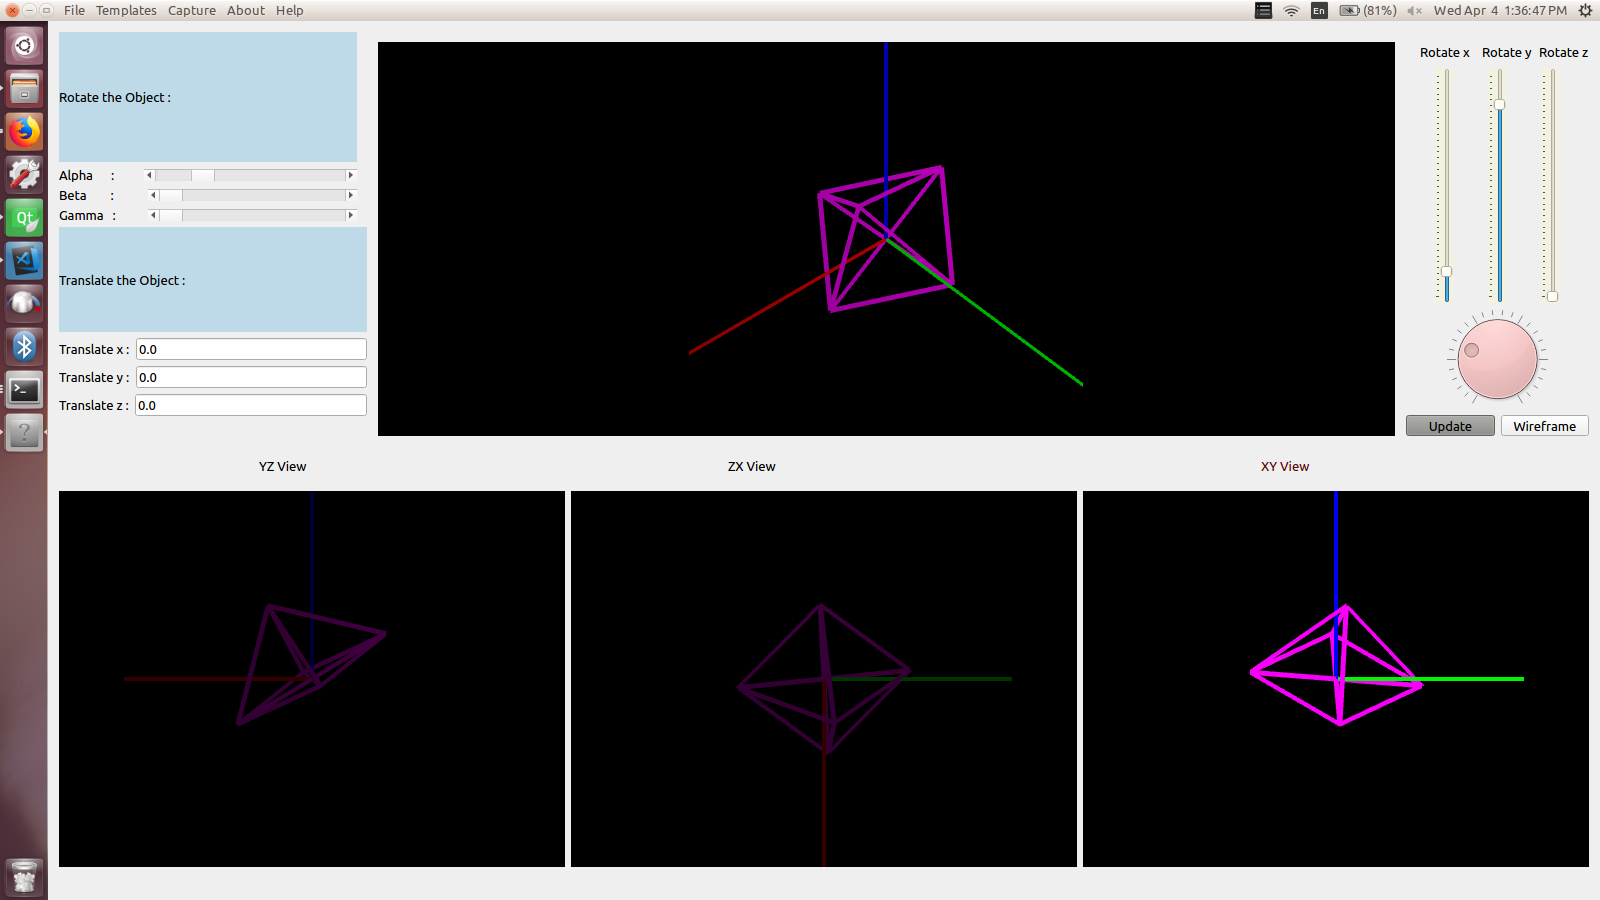 File Templates Capture About Help
En (81%) Wed Apr 4 1:36:47 PM
Rotate the Object :
Alpha :
Beta :
Gamma :
Translate the Object :
Translate x : 0.0
Translate y : 0.0
Translate z : 0.0
Rotate x Rotate y Rotate z
Update Wireframe
YZ View ZX View XY View
Qt